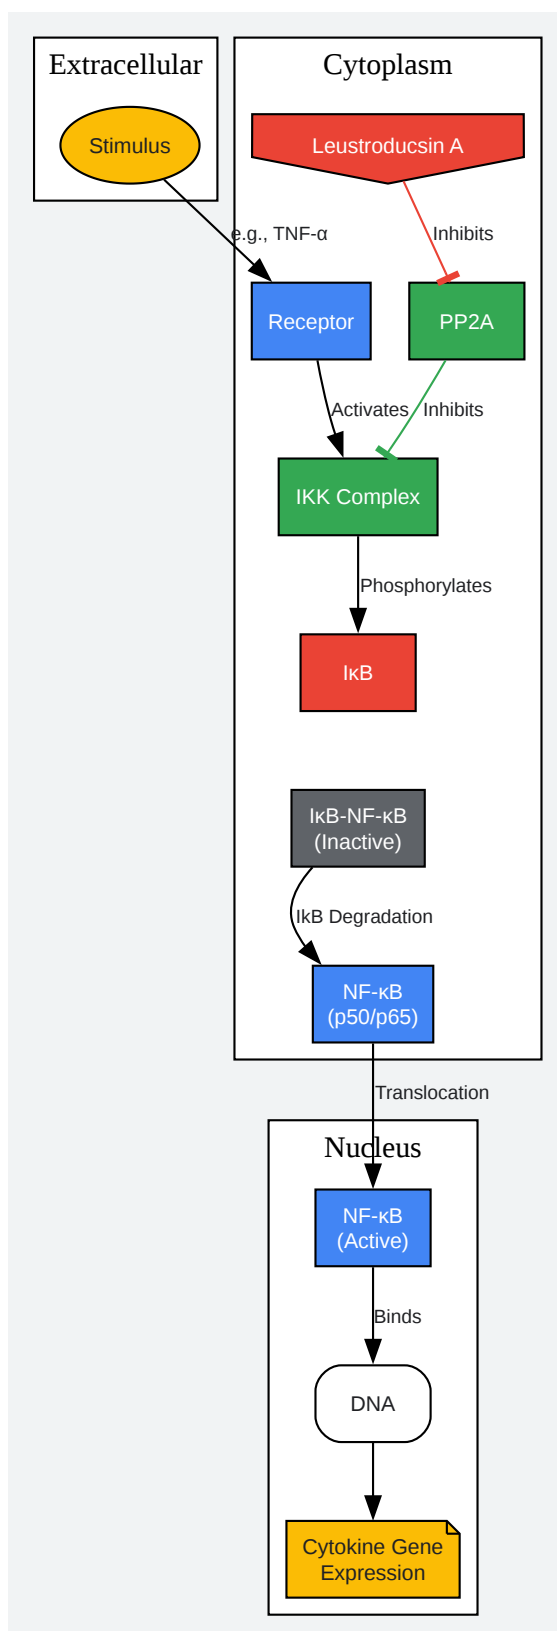 Extracellular
Cytoplasm
Stimulus
Leustroducsin A
e.g., TNF-α
Inhibits
Receptor
PP2A
Activates
Inhibits
IKK Complex
Phosphorylates
IκB
IκB-NF-κB
(Inactive)
IkB Degradation
NF-κB
(p50/p65)
Translocation
Nucleus
NF-κB
(Active)
Binds
DNA
Cytokine Gene
Expression